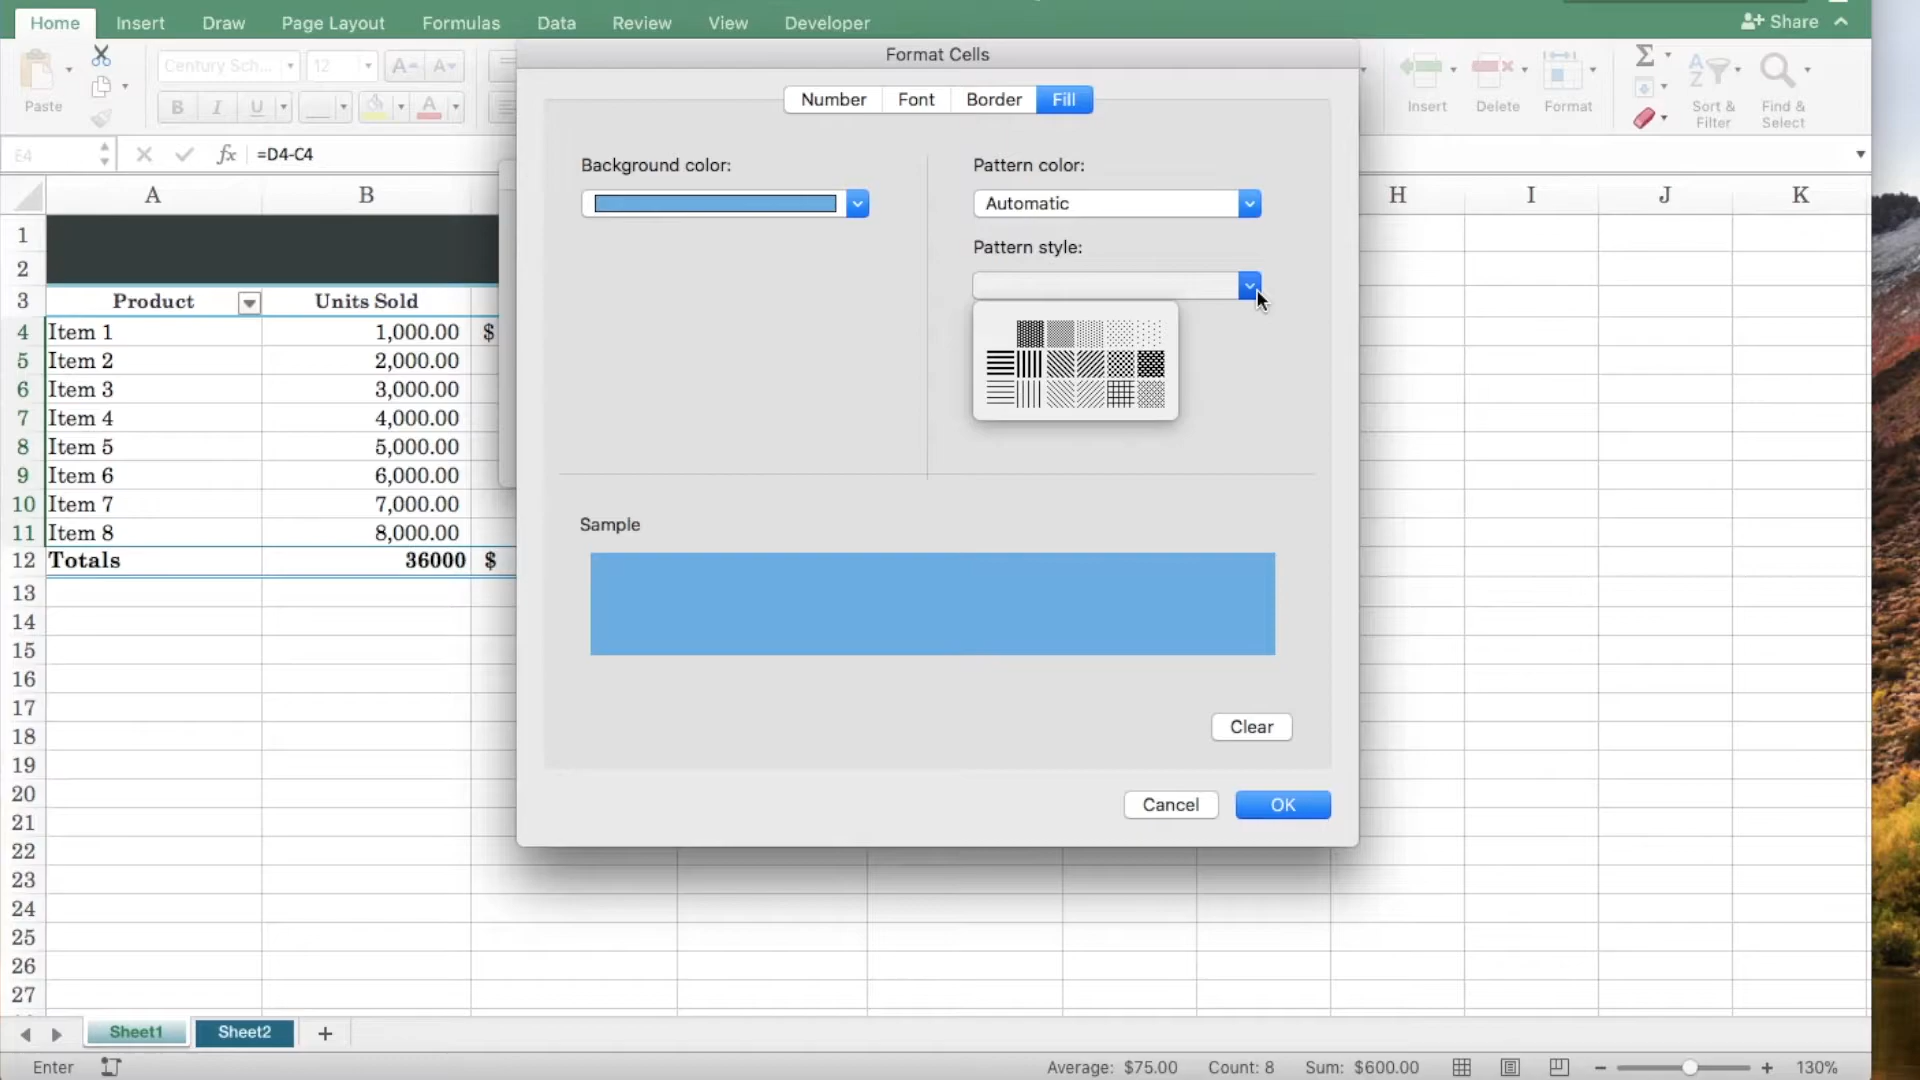 Home Insert Draw Page Layout Formulas Data Review View Developer Share
Format Cells
Century Sch... 12 A A
Paste B I U A
Insert Delete Format Sort & Filter Find & Select
Number Font Border Fill
E4 fx =D4-C4
Background color: Pattern color:
Automatic
Pattern style:
A B H I J K
1
2
3 Product Units Sold
4 Item 1 1,000.00 $
5 Item 2 2,000.00
6 Item 3 3,000.00
7 Item 4 4,000.00
8 Item 5 5,000.00
9 Item 6 6,000.00
10 Item 7 7,000.00
11 Item 8 8,000.00
12 Totals 36000 $
13
14
15
16
17
18
19
20
21
22
23
24
25
26
27
Sample
Clear
Cancel OK
Sheet1 Sheet2 +
Enter Average: $75.00 Count: 8 Sum: $600.00 − + 130%